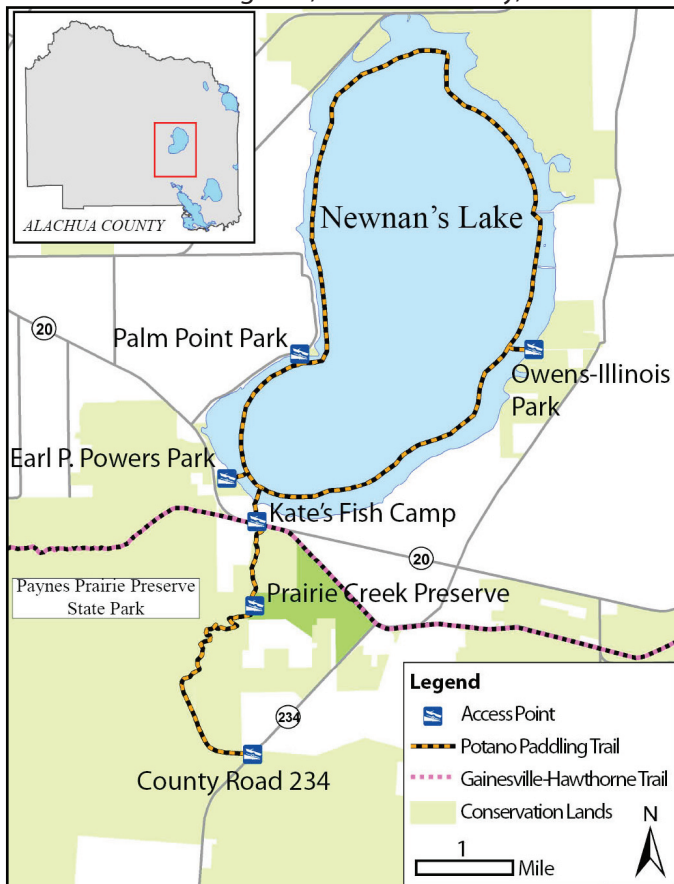 ALACHUA COUNTY
Newnan's Lake
20
Palm Point Park
Owens-Illinois
Park
Earl P. Powers Park
Kate's Fish Camp
20
Paynes Prairie Preserve
State Park
Prairie Creek Preserve
234
County Road 234
Legend
Access Point
Potano Paddling Trail
Gainesville-Hawthorne Trail
Conservation Lands
N
1
Mile